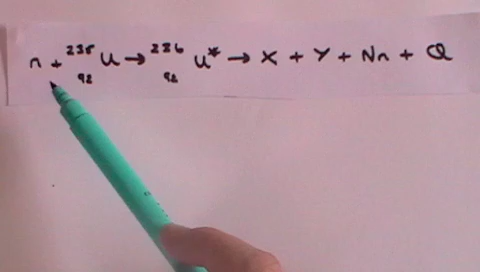 n + ²³⁵₉₂U → ²³⁶₉₂U* → X + Y + Nn + Q